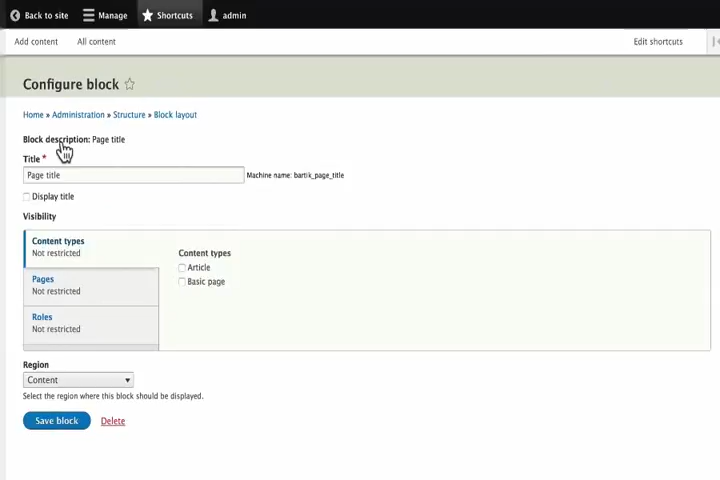 Back to site Manage Shortcuts admin
Add content All content Edit shortcuts
Configure block
Home » Administration » Structure » Block layout
Block description: Page title
Title *
Page title Machine name: bartik_page_title
Display title
Visibility
Content types
Not restricted
Pages
Not restricted
Roles
Not restricted
Content types
Article
Basic page
Region
Content
Select the region where this block should be displayed.
Save block Delete